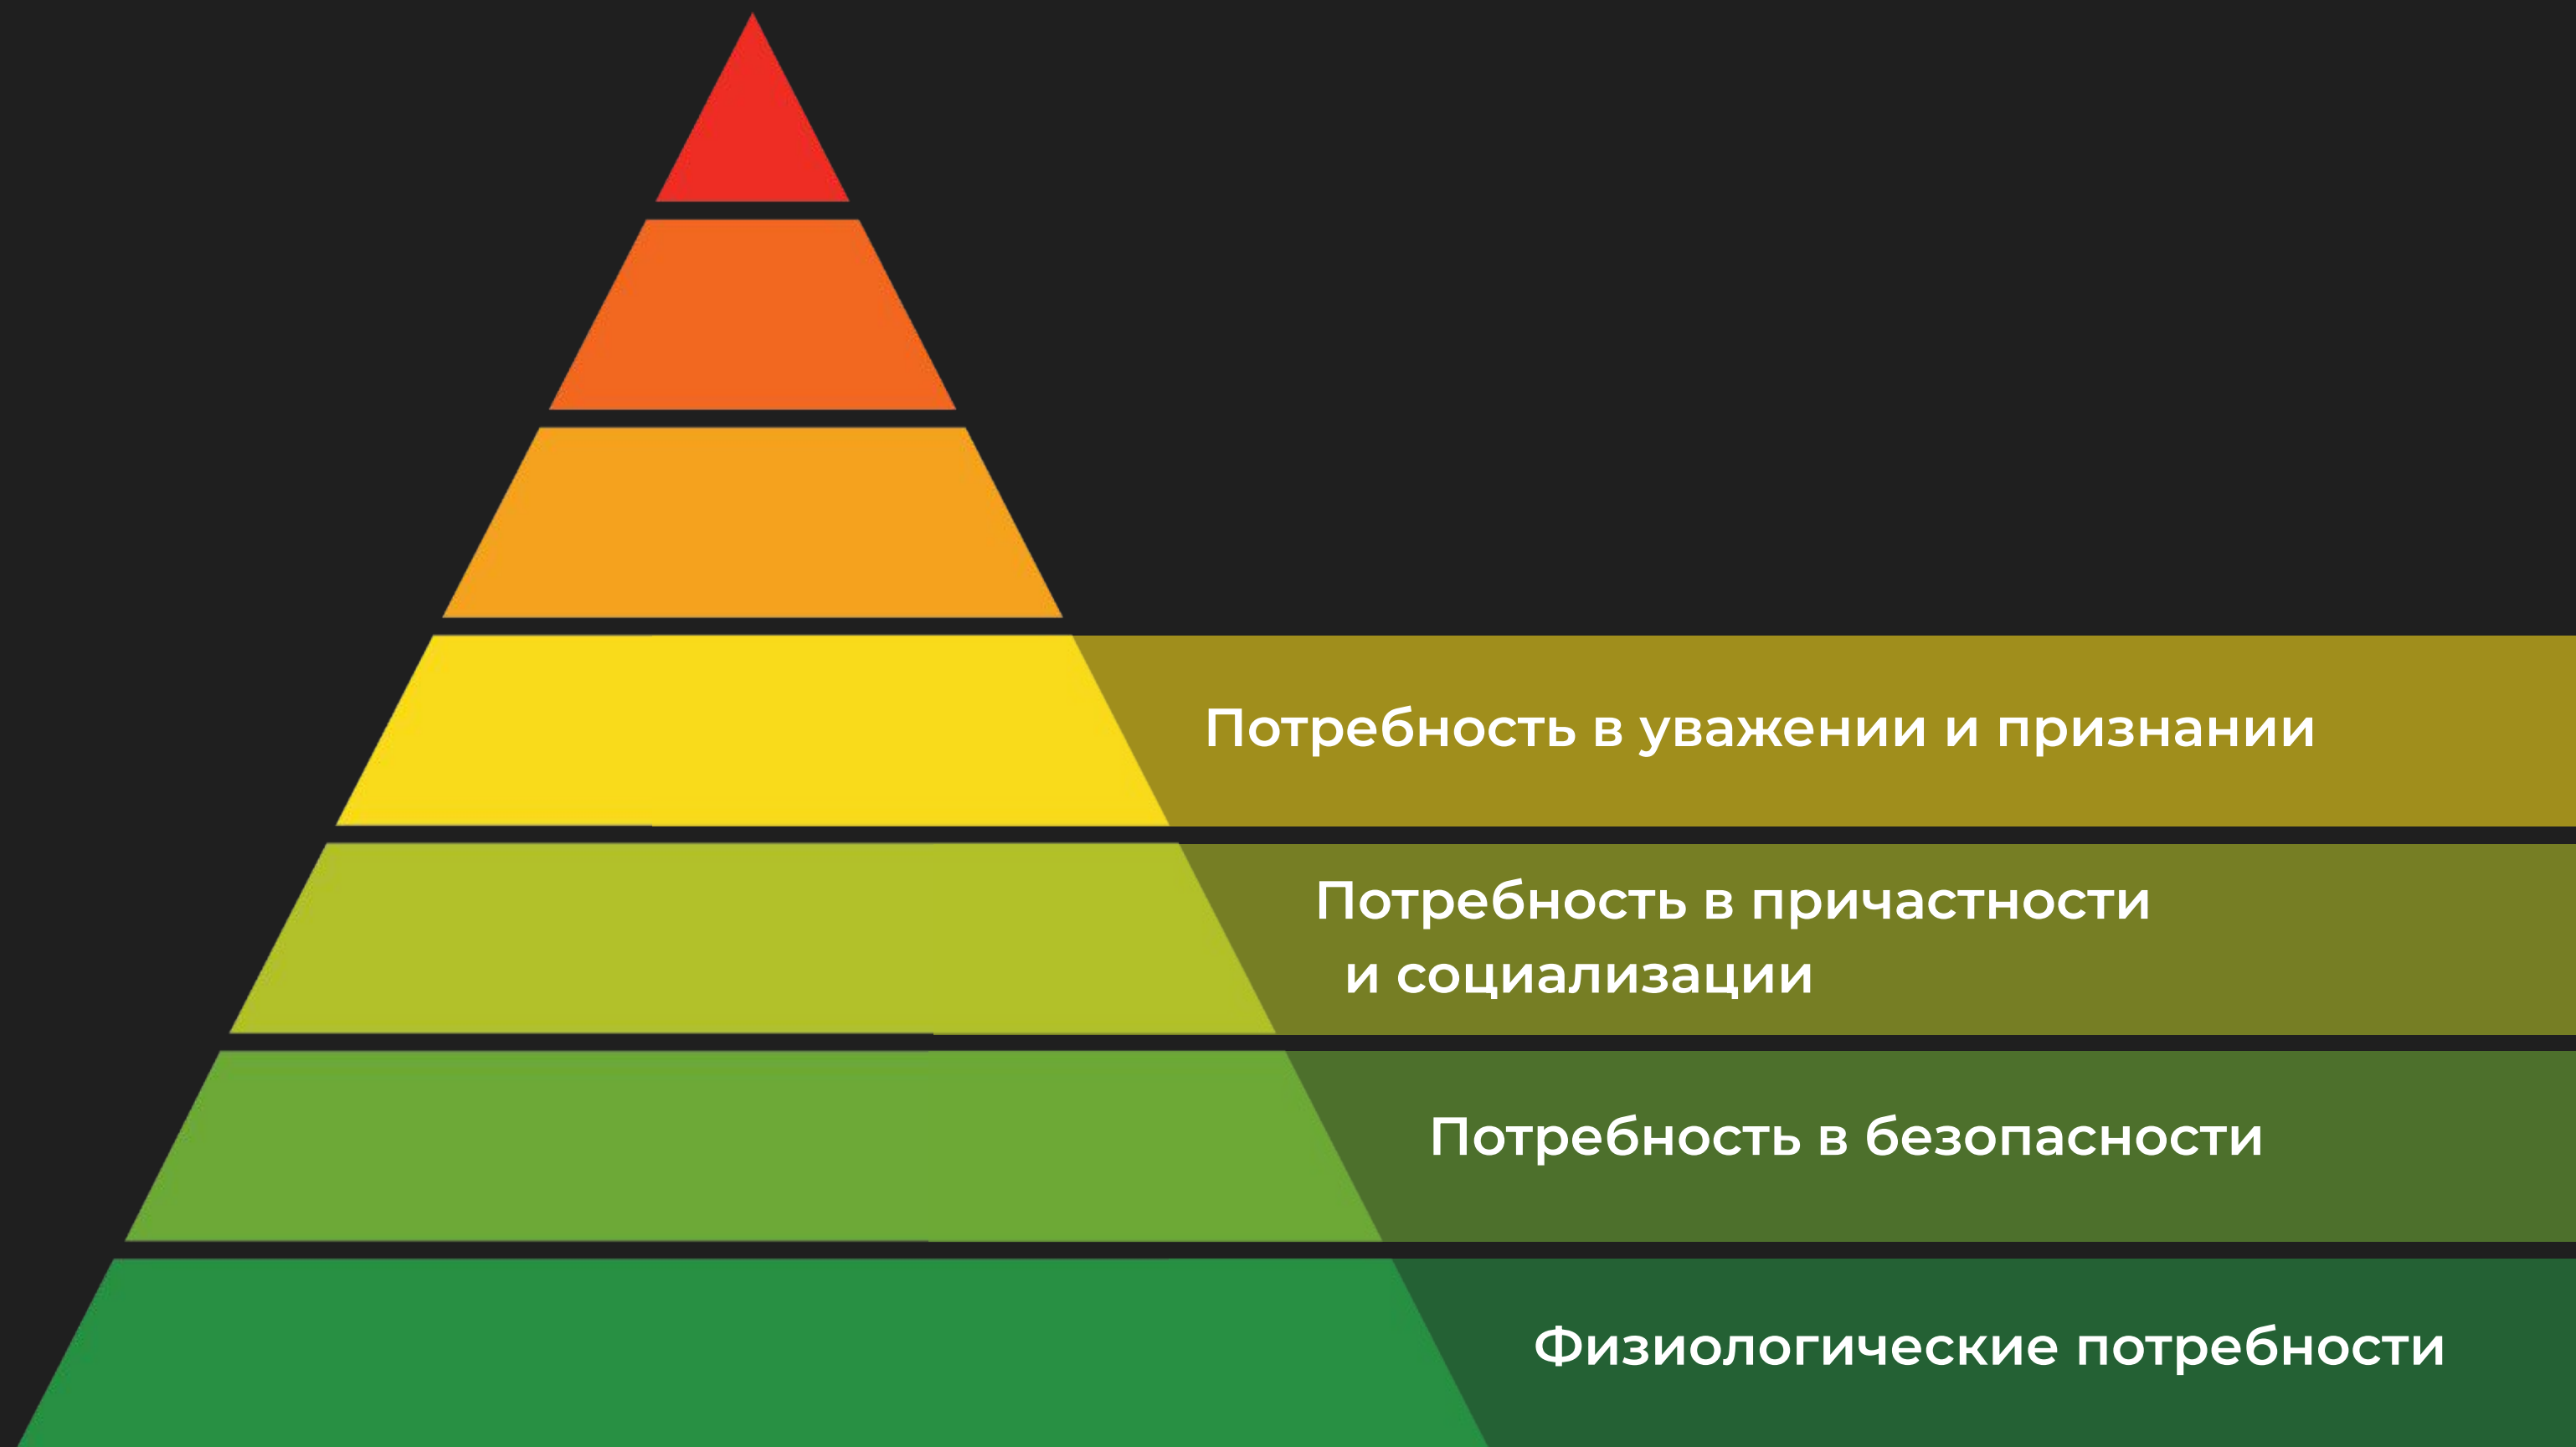 Потребность в уважении и признании
Потребность в причастности
и социализации
Потребность в безопасности
Физиологические потребности